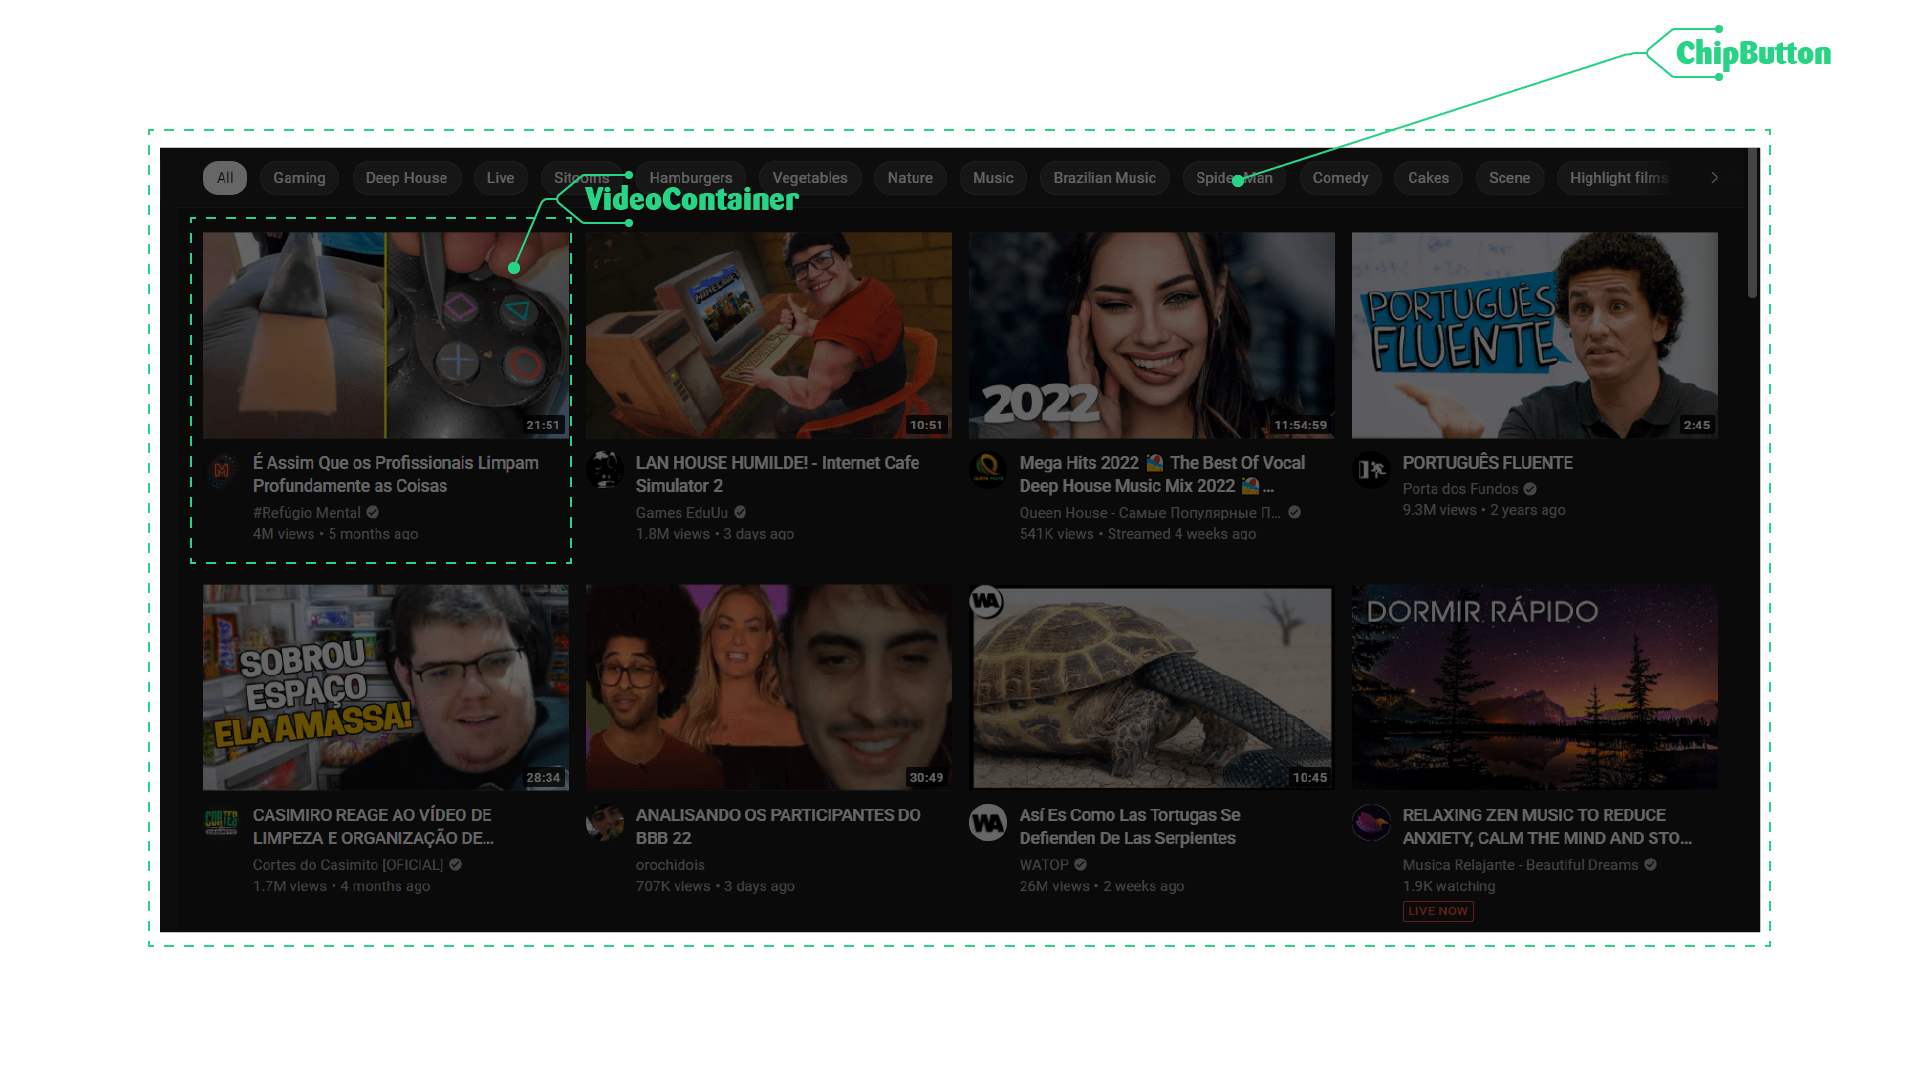 ChipButton
All Gaming Deep House Live Sitcoms Hamburgers Vegetables Nature Music Brazilian Music Spider Man Comedy Cakes Scene Highlight films
VideoContainer
MINECRAFT
PORTUGUÊS
FLUENTE
2022
21:51
10:51
11:54:59
2:45
É Assim Que os Profissionais Limpam
Profundamente as Coisas
#Refúgio Mental
4M views • 5 months ago
LAN HOUSE HUMILDE! - Internet Cafe
Simulator 2
Games EduUu
1.8M views • 3 days ago
Mega Hits 2022 🏖️ The Best Of Vocal
Deep House Music Mix 2022 🏖️...
Queen House - Самые Популярные П...
541K views • Streamed 4 weeks ago
PORTUGUÊS FLUENTE
Porta dos Fundos
9.3M views • 2 years ago
SOBROU
ESPAÇO
ELA AMASSA!
28:34
30:49
WA
10:45
DORMIR RÁPIDO
CORTES
CASIMITO
CASIMIRO REAGE AO VÍDEO DE
LIMPEZA E ORGANIZAÇÃO DE...
Cortes do Casimito [OFICIAL]
1.7M views • 4 months ago
ANALISANDO OS PARTICIPANTES DO
BBB 22
orochidois
707K views • 3 days ago
WA
Así Es Como Las Tortugas Se
Defienden De Las Serpientes
WATOP
26M views • 2 weeks ago
RELAXING ZEN MUSIC TO REDUCE
ANXIETY, CALM THE MIND AND STO...
Musica Relajante - Beautiful Dreams
1.9K watching
LIVE NOW